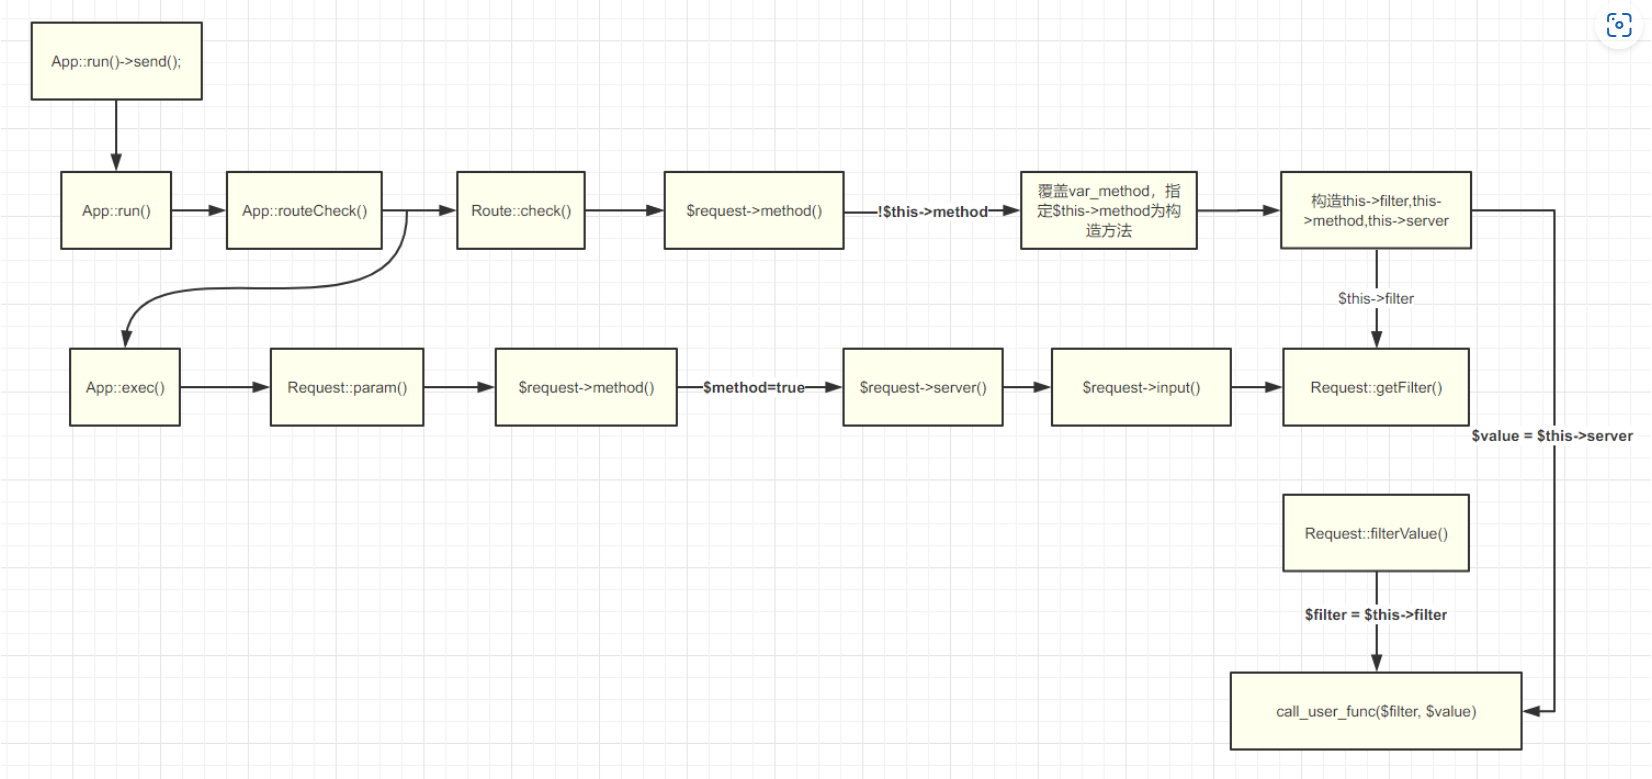 App::run()->send();
App::run()
App::routeCheck()
Route::check()
$request->method()
!$this->method
覆盖var_method，指
定$this->method为构
造方法
构造this->filter,this-
>method,this->server
$this->filter
App::exec()
Request::param()
$request->method()
$method=true
$request->server()
$request->input()
Request::getFilter()
$value = $this->server
Request::filterValue()
$filter = $this->filter
call_user_func($filter, $value)